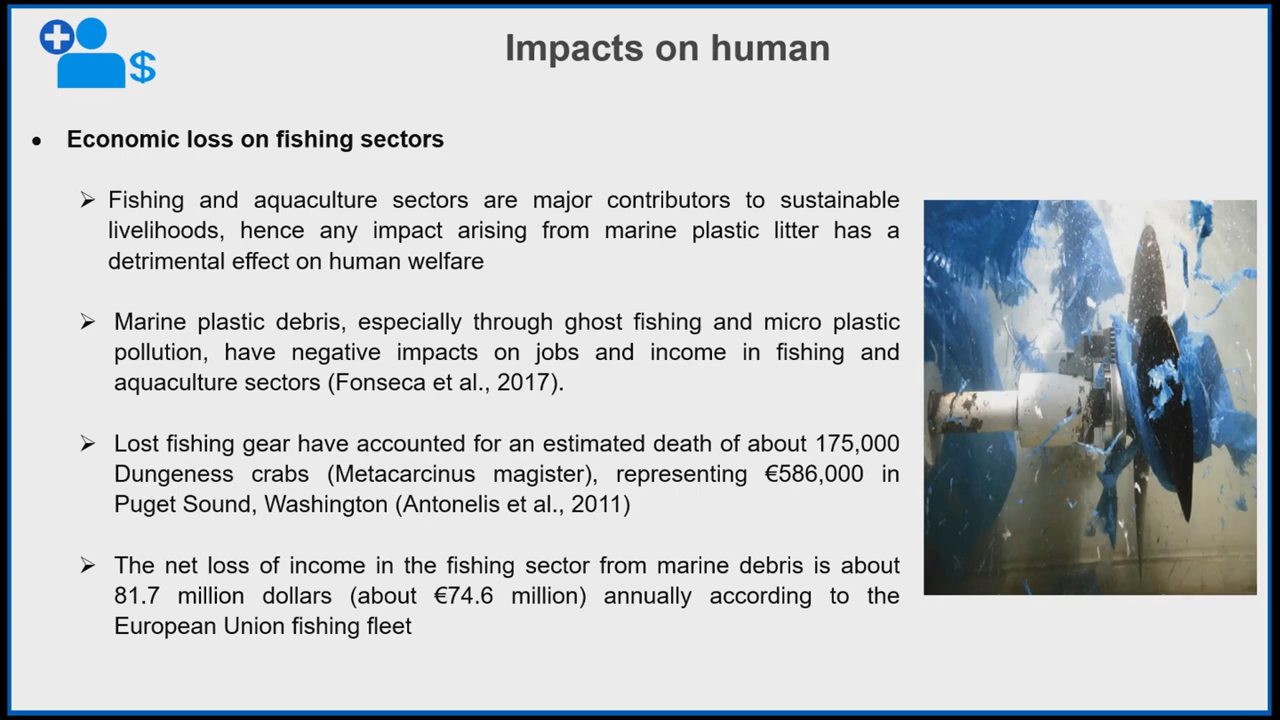 Impacts on human
• Economic loss on fishing sectors
➢ Fishing and aquaculture sectors are major contributors to sustainable
livelihoods, hence any impact arising from marine plastic litter has a
detrimental effect on human welfare
➢ Marine plastic debris, especially through ghost fishing and micro plastic
pollution, have negative impacts on jobs and income in fishing and
aquaculture sectors (Fonseca et al., 2017).
➢ Lost fishing gear have accounted for an estimated death of about 175,000
Dungeness crabs (Metacarcinus magister), representing €586,000 in
Puget Sound, Washington (Antonelis et al., 2011)
➢ The net loss of income in the fishing sector from marine debris is about
81.7 million dollars (about €74.6 million) annually according to the
European Union fishing fleet